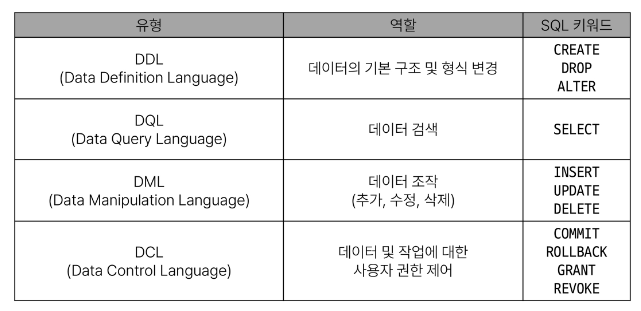 유형 역할 SQL 키워드
DDL
(Data Definition Language)
데이터의 기본 구조 및 형식 변경
CREATE
DROP
ALTER
DQL
(Data Query Language)
데이터 검색
SELECT
DML
(Data Manipulation Language)
데이터 조작
(추가, 수정, 삭제)
INSERT
UPDATE
DELETE
DCL
(Data Control Language)
데이터 및 작업에 대한
사용자 권한 제어
COMMIT
ROLLBACK
GRANT
REVOKE